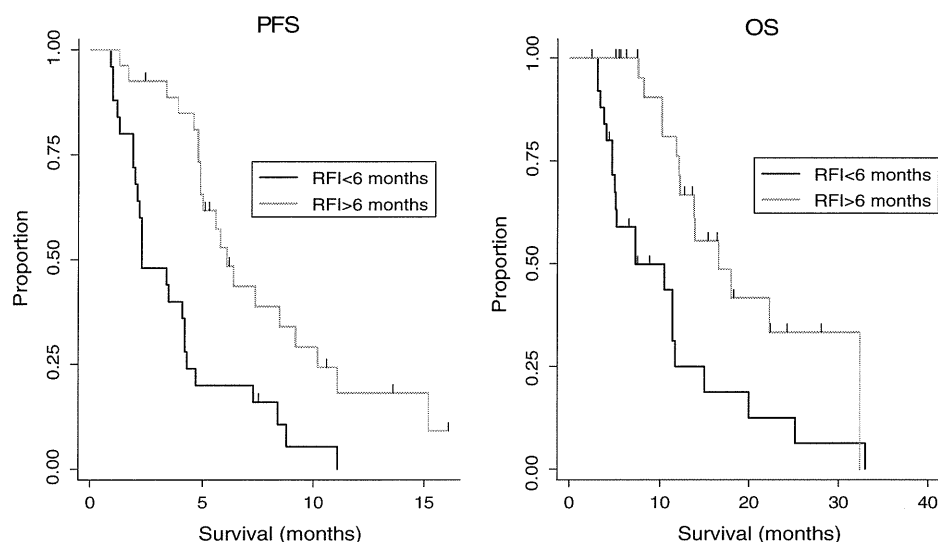 PFS
1.00
0.75
0.50
0.25
0.00
Proportion
RFI<6 months
RFI>6 months
0
5
10
15
Survival (months)
OS
1.00
0.75
0.50
0.25
0.00
Proportion
RFI<6 months
RFI>6 months
0
10
20
30
40
Survival (months)